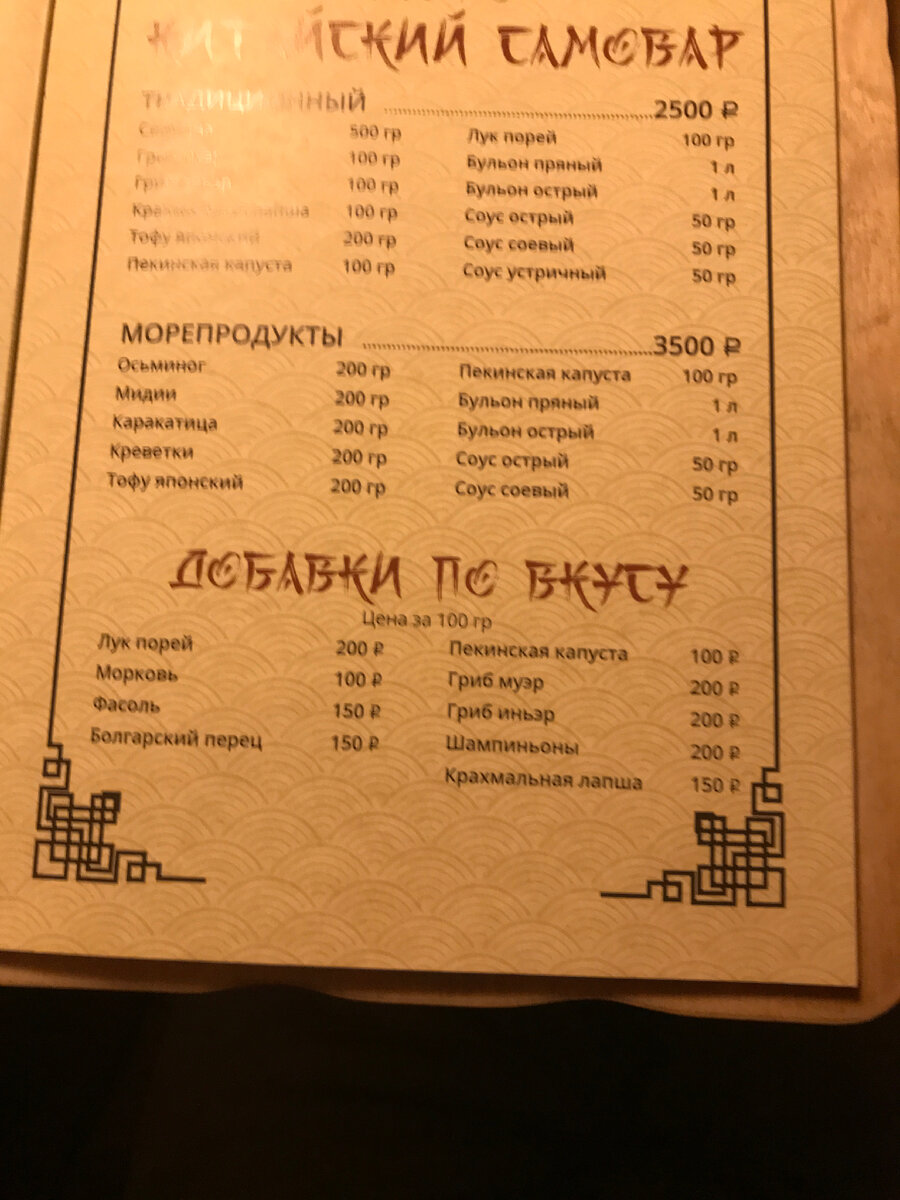 КИТАЙСКИЙ САМОВАР
ТРАДИЦИОННЫЙ 2500 ₽
500 гр Лук порей 100 гр
100 гр Бульон пряный 1 л
100 гр Бульон острый 1 л
лапша 100 гр Соус острый 50 гр
Тофу японский 200 гр Соус соевый 50 гр
Пекинская капуста 100 гр Соус устричный 50 гр
МОРЕПРОДУКТЫ 3500 ₽
Осьминог 200 гр Пекинская капуста 100 гр
Мидии 200 гр Бульон пряный 1 л
Каракатица 200 гр Бульон острый 1 л
Креветки 200 гр Соус острый 50 гр
Тофу японский 200 гр Соус соевый 50 гр
ДОБАВКИ ПО ВКУСУ
Цена за 100 гр
Лук порей 200 ₽ Пекинская капуста 100 ₽
Морковь 100 ₽ Гриб муэр 200 ₽
Фасоль 150 ₽ Гриб иньэр 200 ₽
Болгарский перец 150 ₽ Шампиньоны 200 ₽
Крахмальная лапша 150 ₽